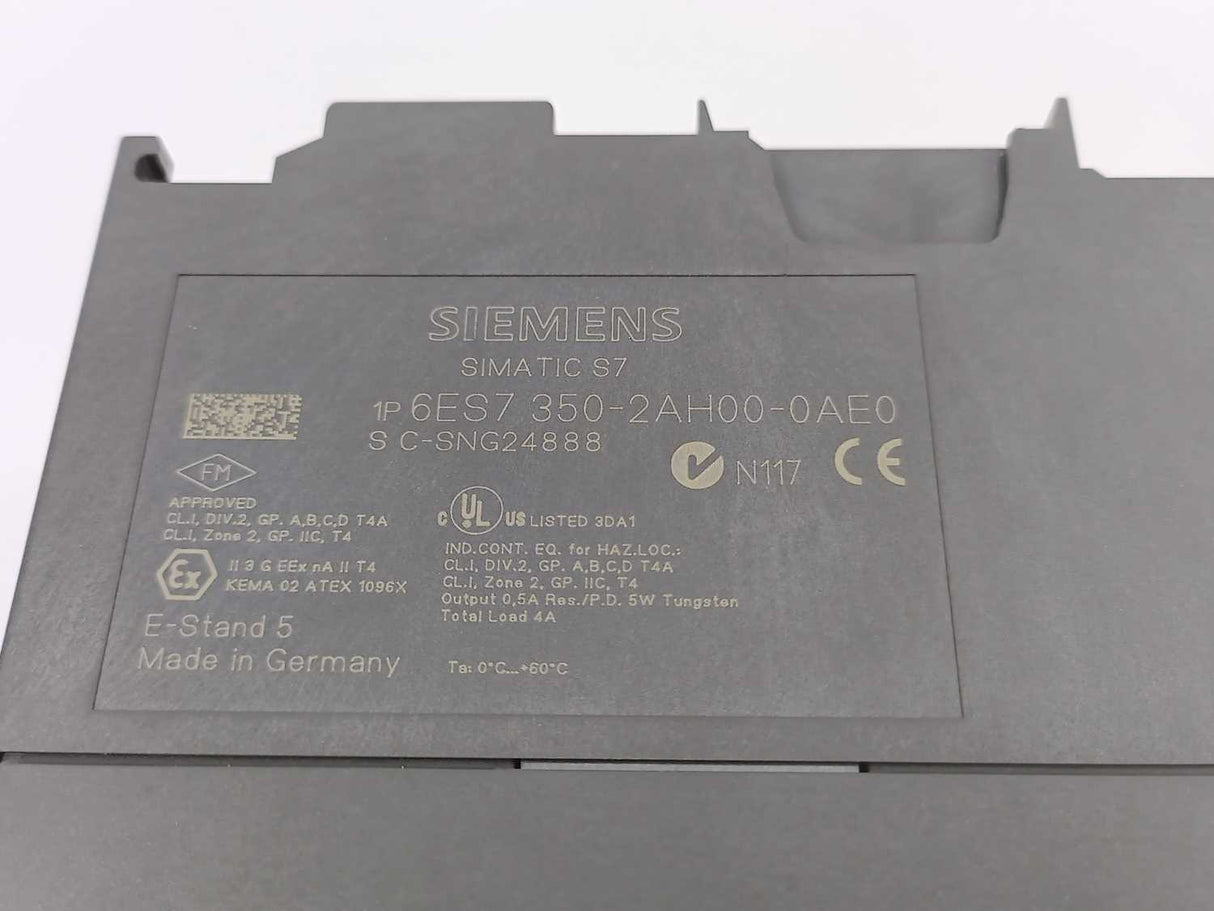 SIEMENS
SIMATIC S7
1P 6ES7 350-2AH00-0AE0
S C-SNG24888
N117 CE
FM
APPROVED
CL.I, DIV.2, GP. A,B,C,D T4A
CL.I, Zone 2, GP. IIC, T4
Ex II 3 G EEx nA II T4
KEMA 02 ATEX 1096X
E-Stand 5
Made in Germany
C UL US LISTED 3DA1
IND.CONT. EQ. for HAZ.LOC.:
CL.I, DIV.2, GP. A,B,C,D T4A
CL.I, Zone 2, GP. IIC, T4
Output 0,5A Res./P.D. 5W Tungsten
Total Load 4A
Ta: 0°C...+60°C